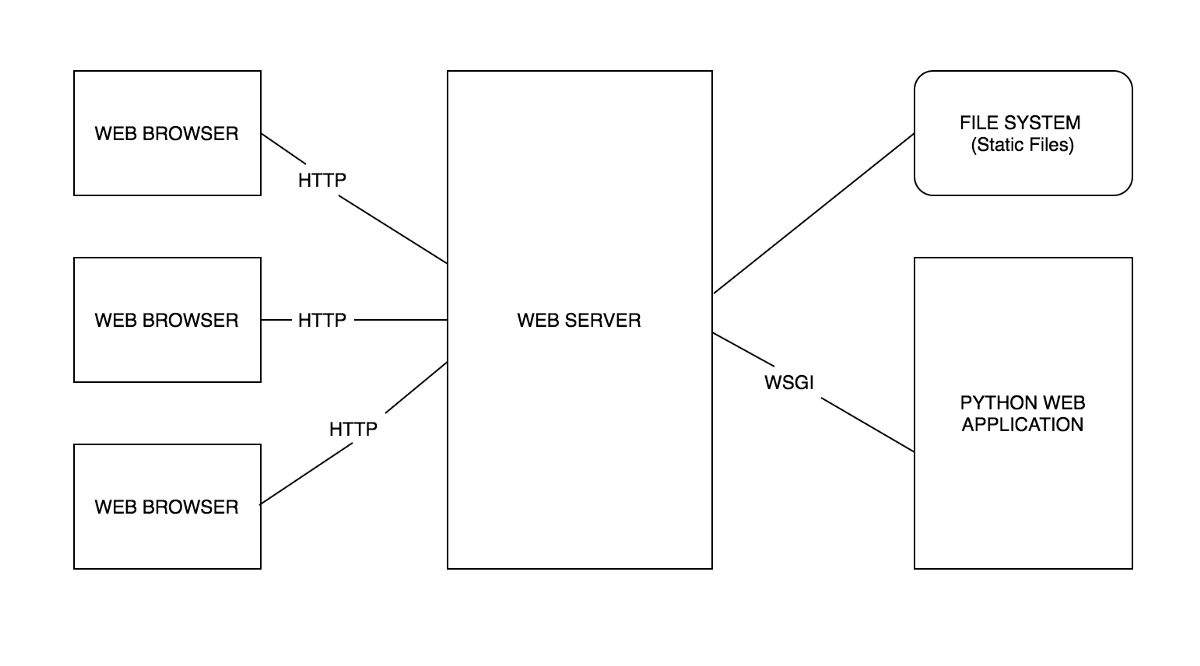 WEB BROWSER
HTTP
WEB BROWSER
HTTP
HTTP
WEB BROWSER
WEB SERVER
FILE SYSTEM
(Static Files)
WSGI
PYTHON WEB
APPLICATION